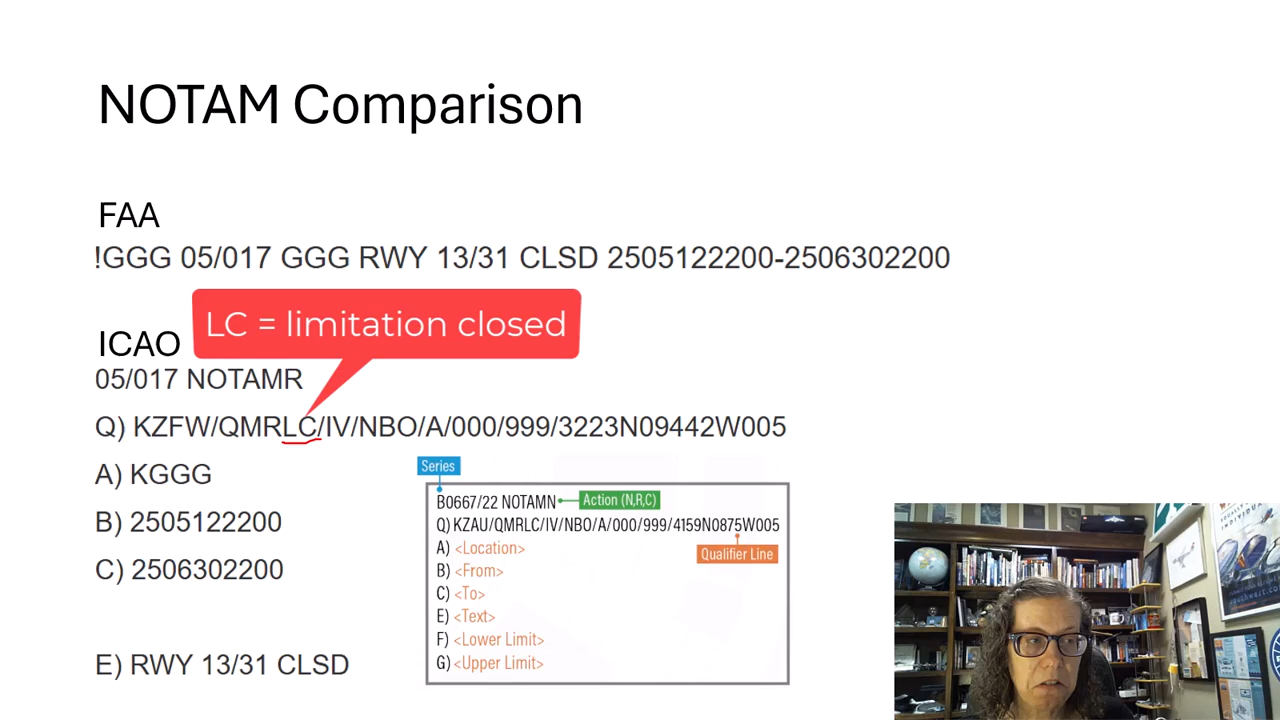 NOTAM Comparison
FAA
!GGG 05/017 GGG RWY 13/31 CLSD 2505122200-2506302200
LC = limitation closed
ICAO
05/017 NOTAMR
Q) KZFW/QMRLC/IV/NBO/A/000/999/3223N09442W005
A) KGGG
B) 2505122200
C) 2506302200
E) RWY 13/31 CLSD
Series
B0667/22 NOTAMN
Action (N,R,C)
Q) KZAU/QMRLC/IV/NBO/A/000/999/4159N0875W005
Qualifier Line
A) <Location>
B) <From>
C) <To>
E) <Text>
F) <Lower Limit>
G) <Upper Limit>